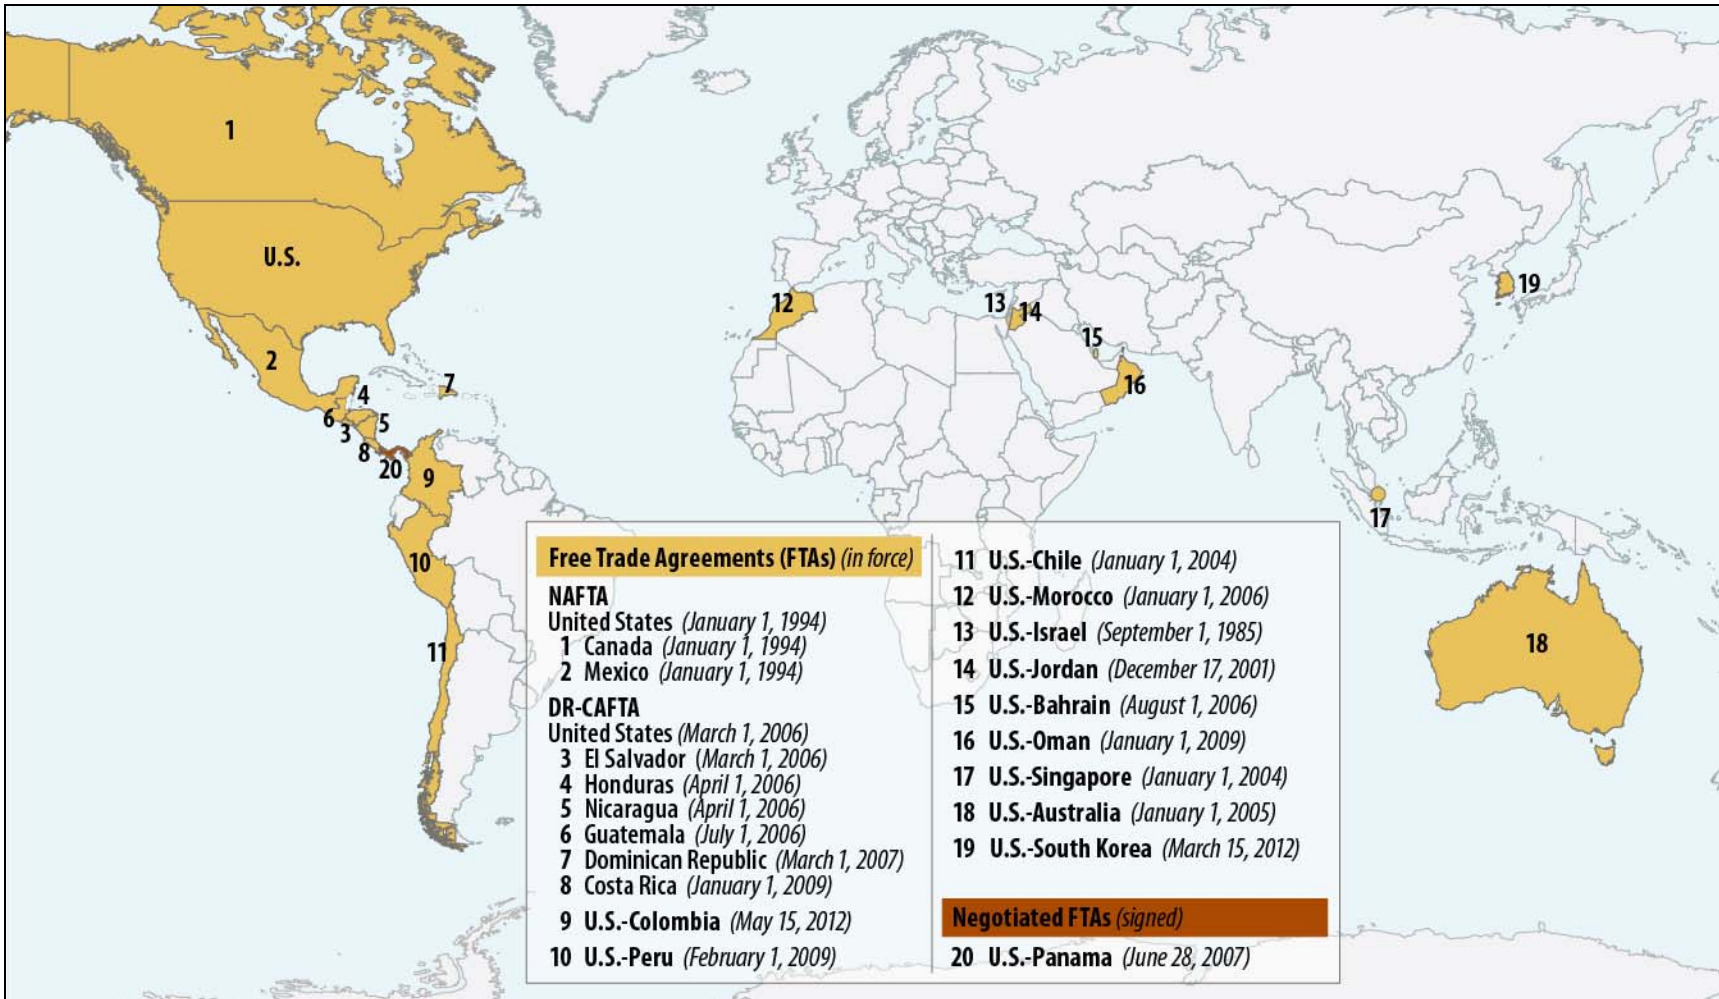 1
U.S.
2
12
13
14
15
16
19
7
4
6
5
3
8
20
9
10
11
17
18
Free Trade Agreements (FTAs) (in force)
NAFTA
United States (January 1, 1994)
1 Canada (January 1, 1994)
2 Mexico (January 1, 1994)
DR-CAFTA
United States (March 1, 2006)
3 El Salvador (March 1, 2006)
4 Honduras (April 1, 2006)
5 Nicaragua (April 1, 2006)
6 Guatemala (July 1, 2006)
7 Dominican Republic (March 1, 2007)
8 Costa Rica (January 1, 2009)
9 U.S.-Colombia (May 15, 2012)
10 U.S.-Peru (February 1, 2009)
11 U.S.-Chile (January 1, 2004)
12 U.S.-Morocco (January 1, 2006)
13 U.S.-Israel (September 1, 1985)
14 U.S.-Jordan (December 17, 2001)
15 U.S.-Bahrain (August 1, 2006)
16 U.S.-Oman (January 1, 2009)
17 U.S.-Singapore (January 1, 2004)
18 U.S.-Australia (January 1, 2005)
19 U.S.-South Korea (March 15, 2012)
Negotiated FTAs (signed)
20 U.S.-Panama (June 28, 2007)